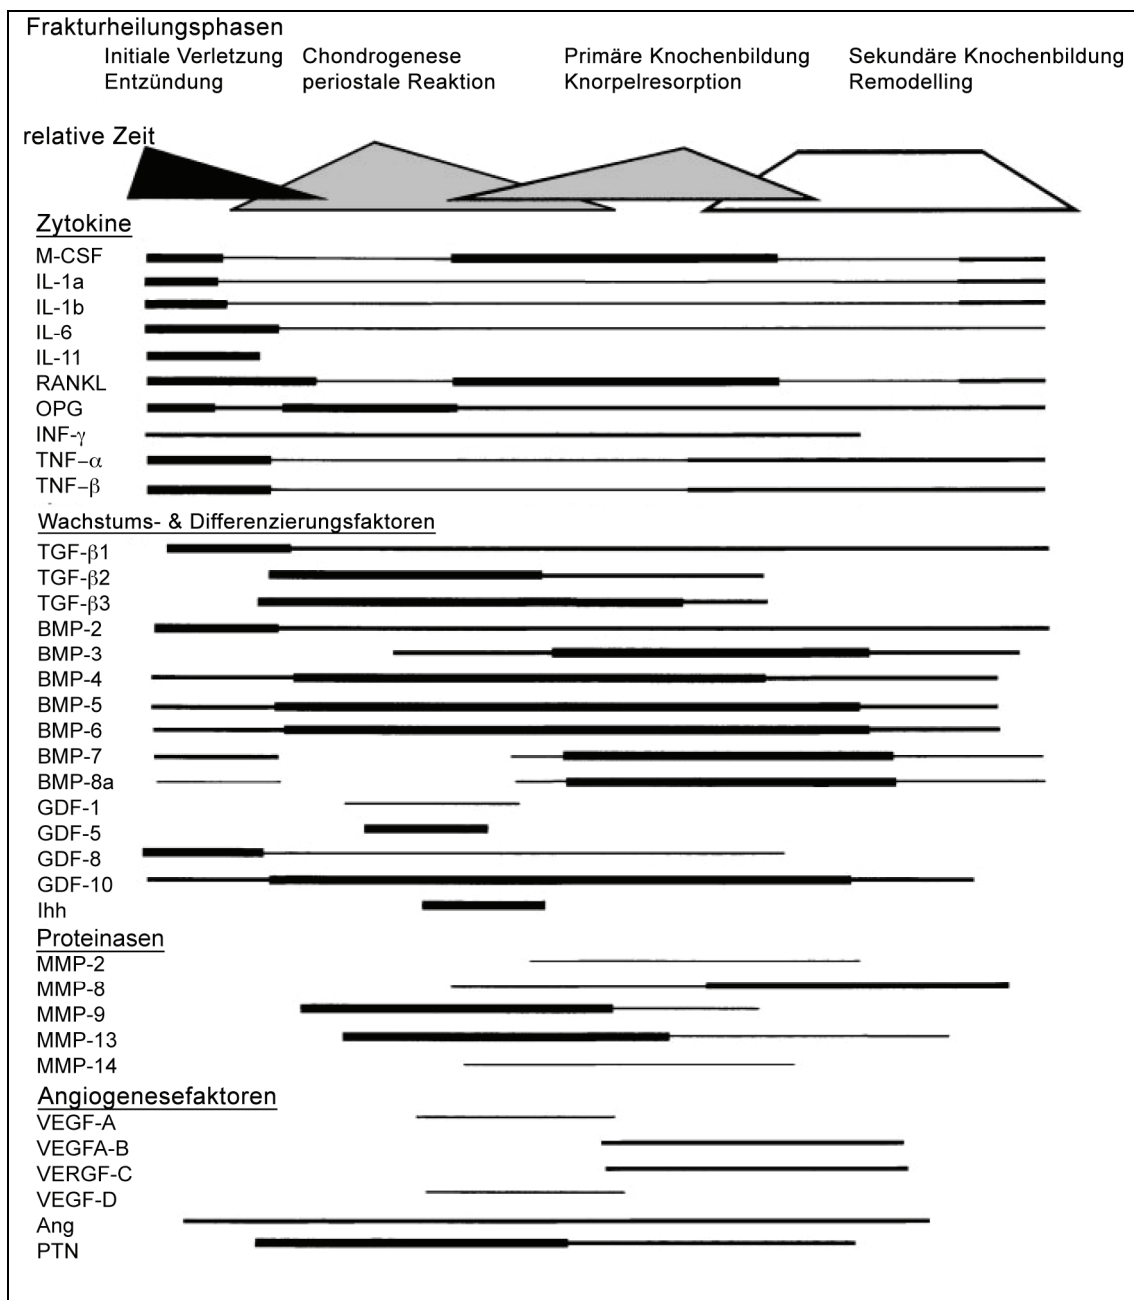 Frakturheilungsphasen
Initiale Verletzung Chondrogenese Primäre Knochenbildung Sekundäre Knochenbildung
Entzündung periostale Reaktion Knorpelresorption Remodelling
relative Zeit
Zytokine
M-CSF
IL-1a
IL-1b
IL-6
IL-11
RANKL
OPG
INF-γ
TNF–α
TNF–β
Wachstums- & Differenzierungsfaktoren
TGF-β1
TGF-β2
TGF-β3
BMP-2
BMP-3
BMP-4
BMP-5
BMP-6
BMP-7
BMP-8a
GDF-1
GDF-5
GDF-8
GDF-10
Ihh
Proteinasen
MMP-2
MMP-8
MMP-9
MMP-13
MMP-14
Angiogenesefaktoren
VEGF-A
VEGFA-B
VERGF-C
VEGF-D
Ang
PTN